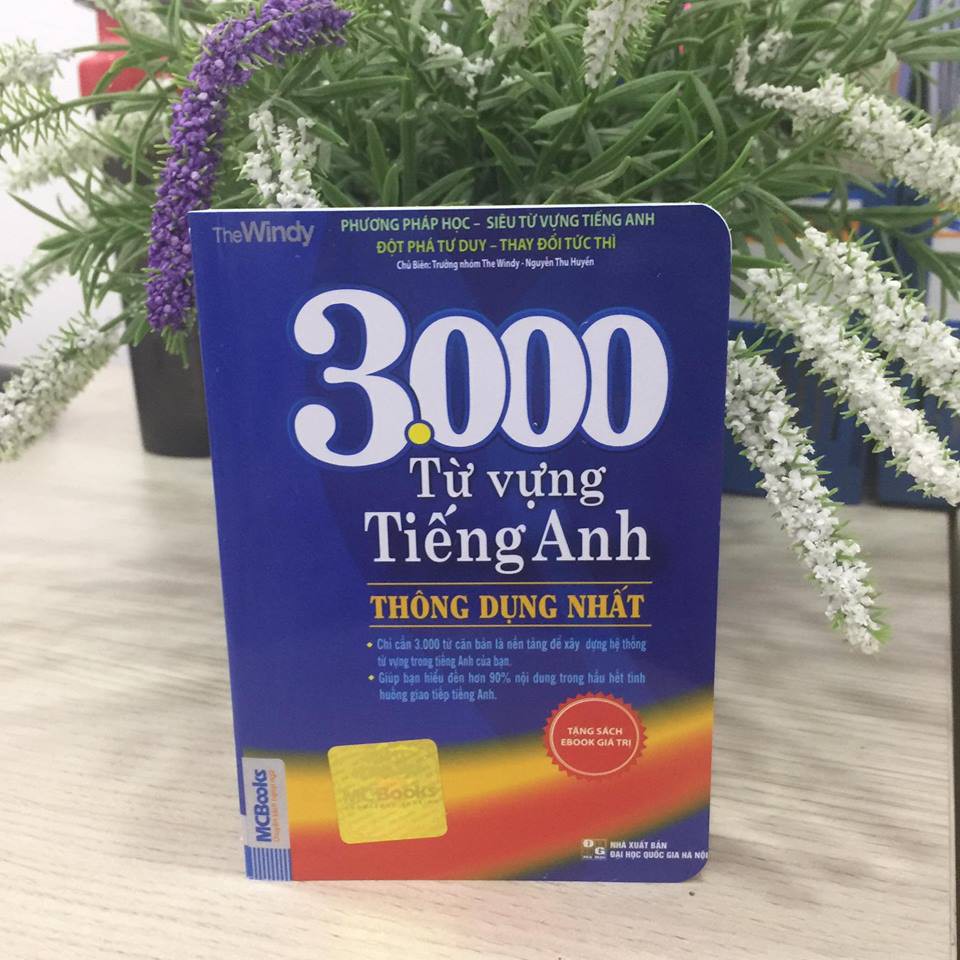 TheWindy
PHƯƠNG PHÁP HỌC – SIÊU TỪ VỰNG TIẾNG ANH
ĐỘT PHÁ TƯ DUY – THAY ĐỔI TỨC THÌ
Chủ Biên: Trưởng nhóm The Windy - Nguyễn Thu Huyền
3.000
Từ vựng
Tiếng Anh
THÔNG DỤNG NHẤT
Chỉ cần 3.000 từ căn bản là nền tảng để xây dựng hệ thống
từ vựng trong tiếng Anh của bạn.
Giúp bạn hiểu đến hơn 90% nội dung trong hầu hết tình
huống giao tiếp tiếng Anh.
TẶNG SÁCH
EBOOK GIÁ TRỊ
MCBooks
MCBooks
NHÀ XUẤT BẢN
ĐẠI HỌC QUỐC GIA HÀ NỘI